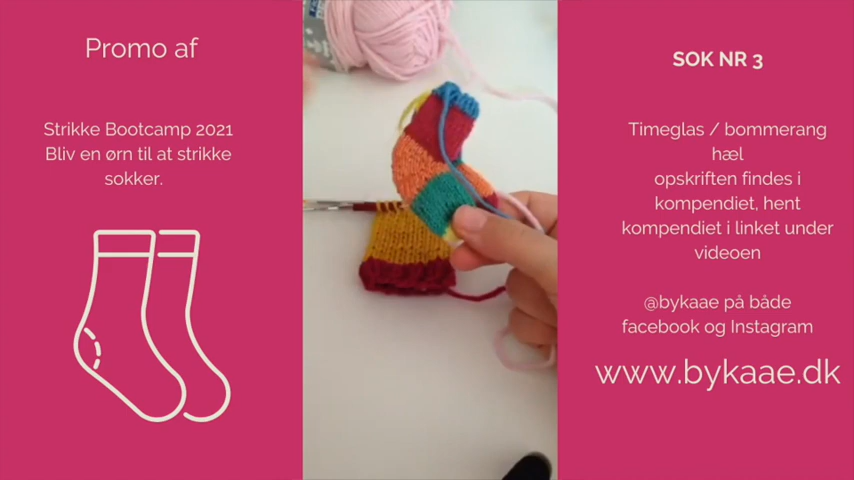 Promo af
Strikke Bootcamp 2021
Bliv en ørn til at strikke
sokker.
SOK NR 3
Timeglas / bommerang
hæl
opskriften findes i
kompendiet, hent
kompendiet i linket under
videoen
@bykaae på både
facebook og Instagram
www.bykaae.dk